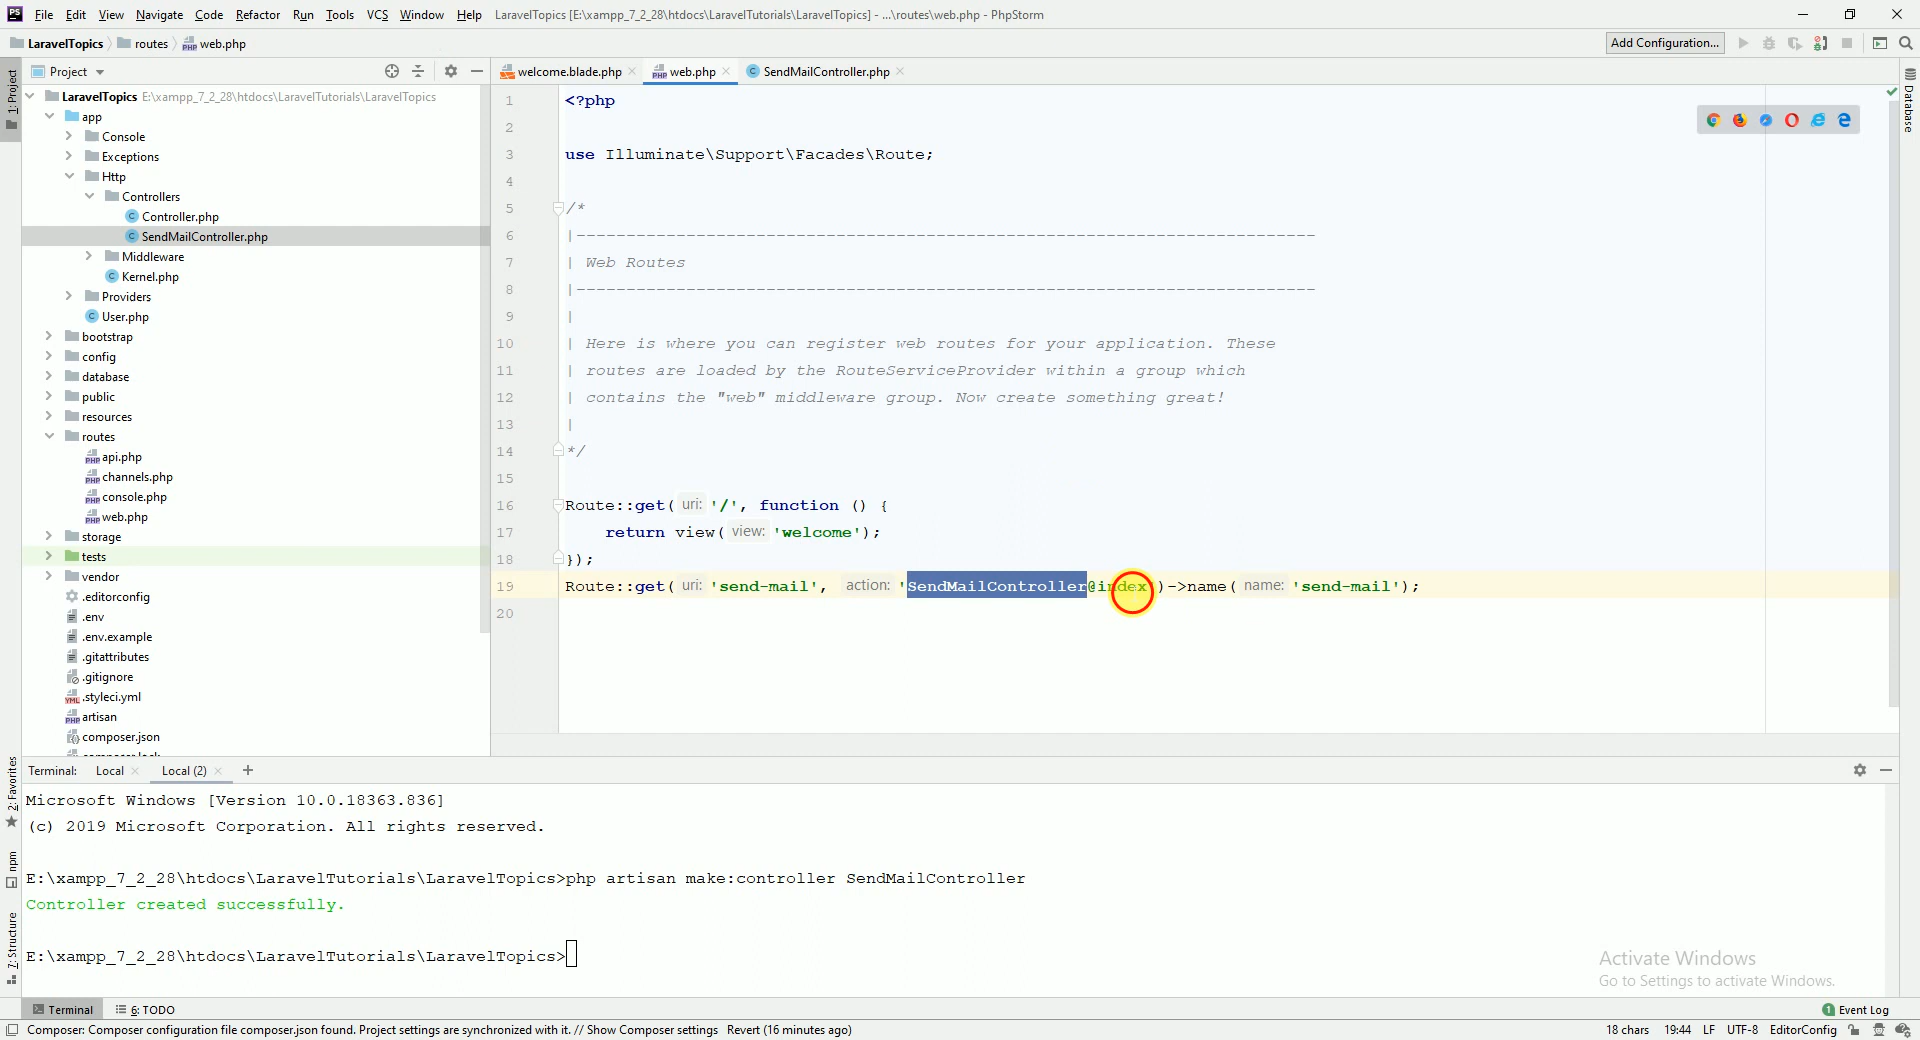 PS File Edit View Navigate Code Refactor Run Tools VCS Window Help LaravelTopics [E:\xampp_7_2_28\htdocs\LaravelTutorials\LaravelTopics] - ...\routes\web.php - PhpStorm
LaravelTopics routes web.php Add Configuration...
Project welcome.blade.php web.php SendMailController.php
1: Project
Database
LaravelTopics E:\xampp_7_2_28\htdocs\LaravelTutorials\LaravelTopics
app
Console
Exceptions
Http
Controllers
Controller.php
SendMailController.php
Middleware
Kernel.php
Providers
User.php
bootstrap
config
database
public
resources
routes
api.php
channels.php
console.php
web.php
storage
tests
vendor
.editorconfig
.env
.env.example
.gitattributes
.gitignore
.styleci.yml
artisan
composer.json
1 <?php
2
3 use Illuminate\Support\Facades\Route;
4
5 /*
6 |--------------------------------------------------------------------------
7 | Web Routes
8 |--------------------------------------------------------------------------
9 |
10 | Here is where you can register web routes for your application. These
11 | routes are loaded by the RouteServiceProvider within a group which
12 | contains the "web" middleware group. Now create something great!
13 |
14 */
15
16 Route::get( uri: '/', function () {
17 return view( view: 'welcome');
18 });
19 Route::get( uri: 'send-mail', action: 'SendMailController@index')->name( name: 'send-mail');
20
2: Favorites
npm
7: Structure
Terminal: Local Local (2) +
Microsoft Windows [Version 10.0.18363.836]
(c) 2019 Microsoft Corporation. All rights reserved.
E:\xampp_7_2_28\htdocs\LaravelTutorials\LaravelTopics>php artisan make:controller SendMailController
Controller created successfully.
E:\xampp_7_2_28\htdocs\LaravelTutorials\LaravelTopics>
Activate Windows
Go to Settings to activate Windows.
Terminal 6: TODO 1 Event Log
Composer: Composer configuration file composer.json found. Project settings are synchronized with it. // Show Composer settings Revert (16 minutes ago) 18 chars 19:44 LF UTF-8 EditorConfig